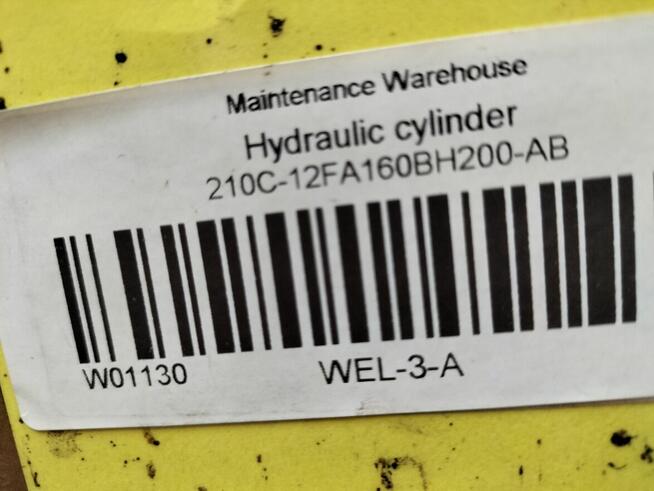 Maintenance Warehouse
Hydraulic cylinder
210C-12FA160BH200-AB
W01130 WEL-3-A